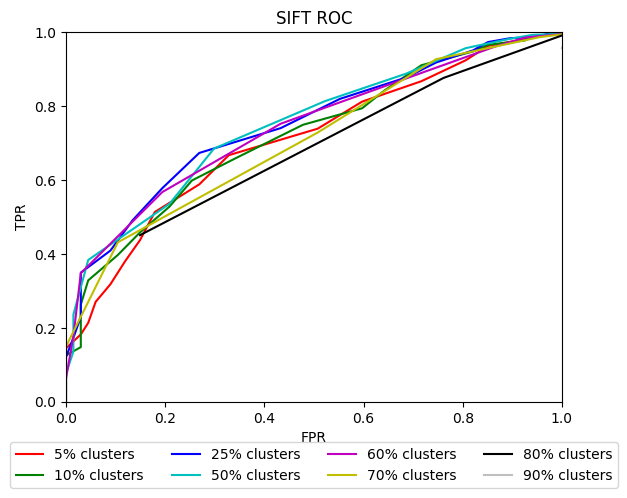 SIFT ROC
1.0
0.8
0.6
0.4
0.2
0.0
TPR
0.0 0.2 0.4 0.6 0.8 1.0
FPR
5% clusters 25% clusters 60% clusters 80% clusters
10% clusters 50% clusters 70% clusters 90% clusters